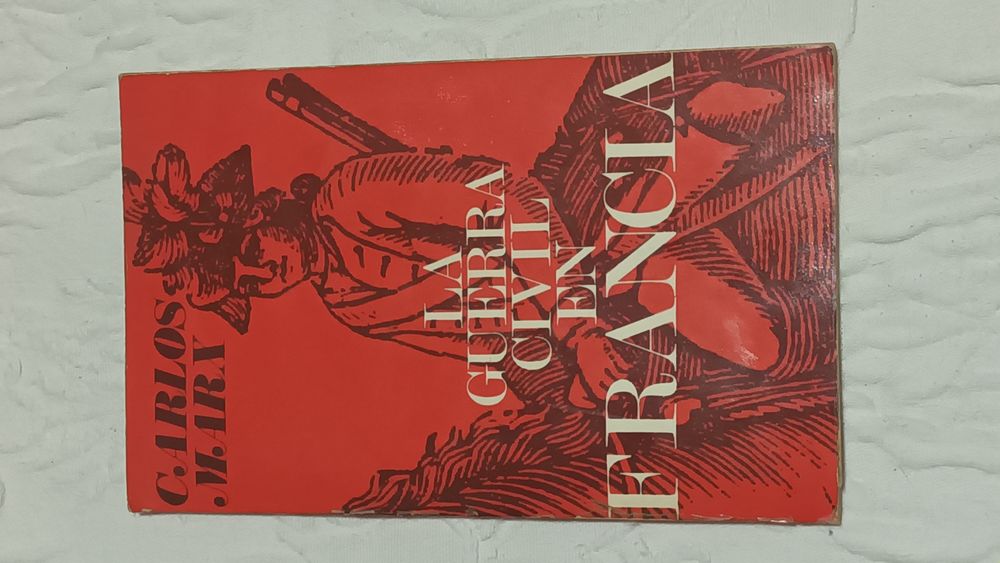 CARLOS
MARX
LA
GUERRA
CIVIL
EN
FRANCIA